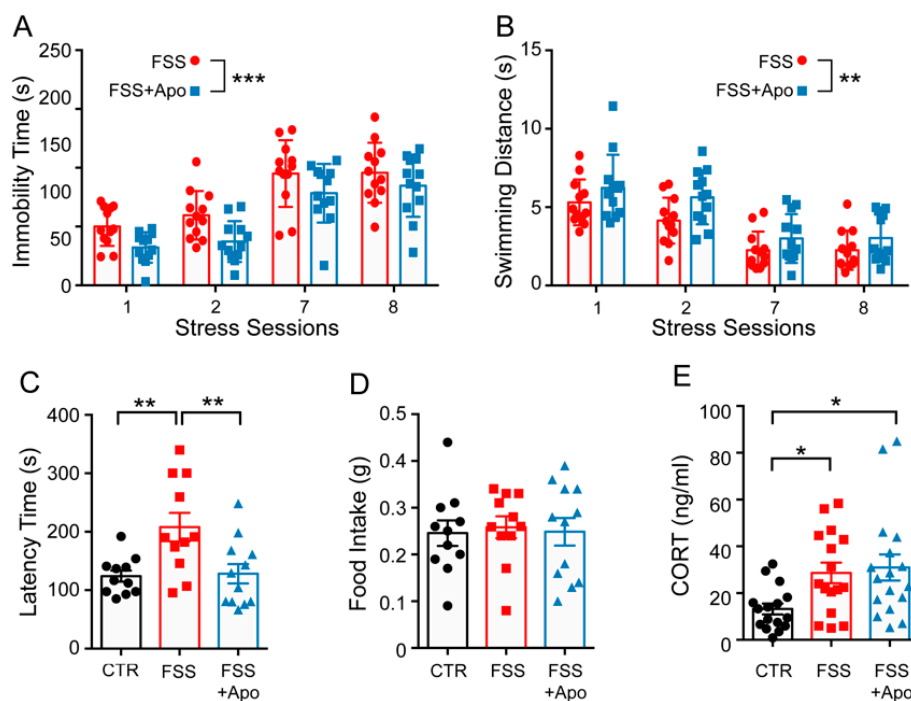 A
Immobility Time (s)
250
200
150
100
50
0
FSS
FSS+Apo
***
1 2 7 8
Stress Sessions
B
Swimming Distance (s)
15
10
5
0
FSS
FSS+Apo
**
1 2 7 8
Stress Sessions
C
Latency Time (s)
400
300
200
100
0
** **
CTR FSS FSS
+Apo
D
Food Intake (g)
0.5
0.4
0.3
0.2
0.1
0
CTR FSS FSS
+Apo
E
CORT (ng/ml)
100
80
60
40
20
0
*
*
CTR FSS FSS
+Apo